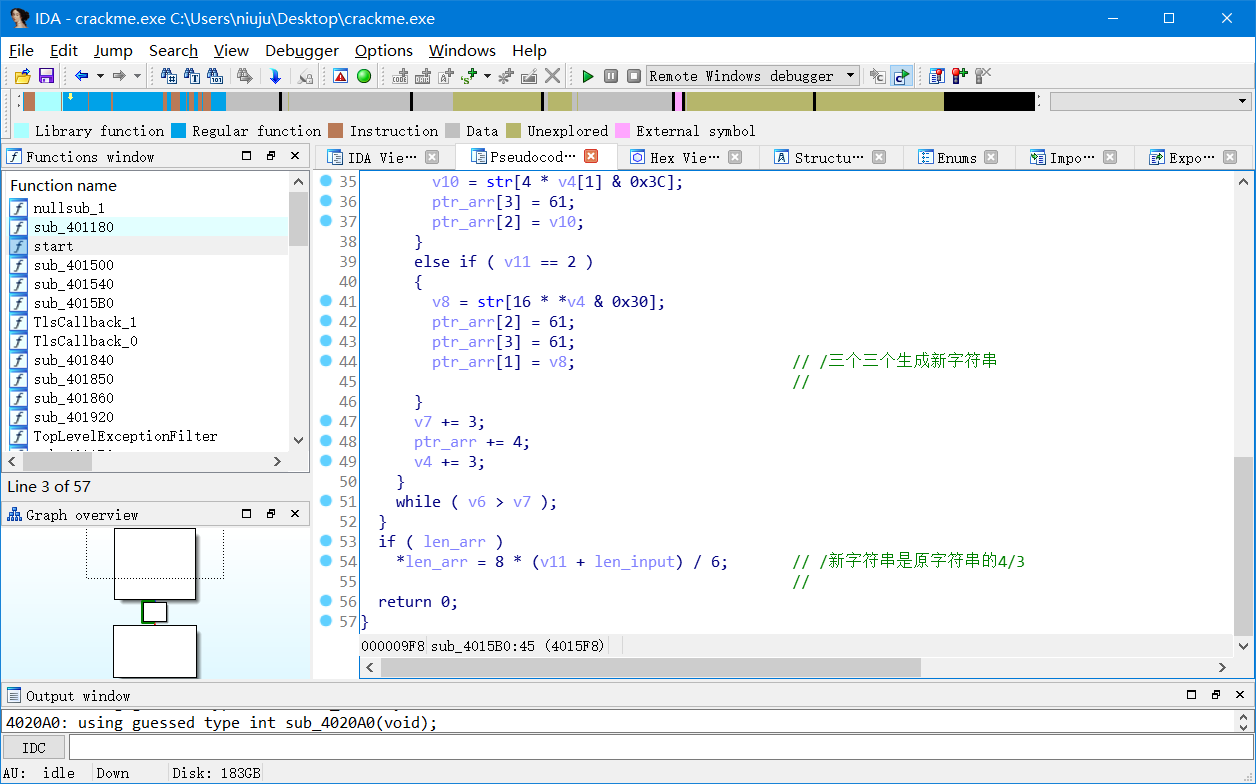 IDA - crackme.exe C:\Users\niuju\Desktop\crackme.exe
File Edit Jump Search View Debugger Options Windows Help
Remote Window debugger
Library function Regular function Instruction Data Unexplored External symbol
Functions window
IDA Vie··· Pseudocod··· Hex Vie··· Structu··· Enums Impo··· Expo···
Function name
nullsub_1
sub_401180
start
sub_401500
sub_401540
sub_4015B0
TlsCallback_1
TlsCallback_0
sub_401840
sub_401850
sub_401860
sub_401920
TopLevelExceptionFilter
Line 3 of 57
Graph overview
35 v10 = str[4 * v4[1] & 0x3C];
36 ptr_arr[3] = 61;
37 ptr_arr[2] = v10;
38 }
39 else if ( v11 == 2 )
40 {
41 v8 = str[16 * *v4 & 0x30];
42 ptr_arr[2] = 61;
43 ptr_arr[3] = 61;
44 ptr_arr[1] = v8; // /三个三个生成新字符串
45 //
46 }
47 v7 += 3;
48 ptr_arr += 4;
49 v4 += 3;
50 }
51 while ( v6 > v7 );
52 }
53 if ( len_arr )
54 *len_arr = 8 * (v11 + len_input) / 6; // /新字符串是原字符串的4/3
55 //
56 return 0;
57 }
000009F8 sub_4015B0:45 (4015F8)
Output window
4020A0: using guessed type int sub_4020A0(void);
IDC
AU: idle Down Disk: 183GB